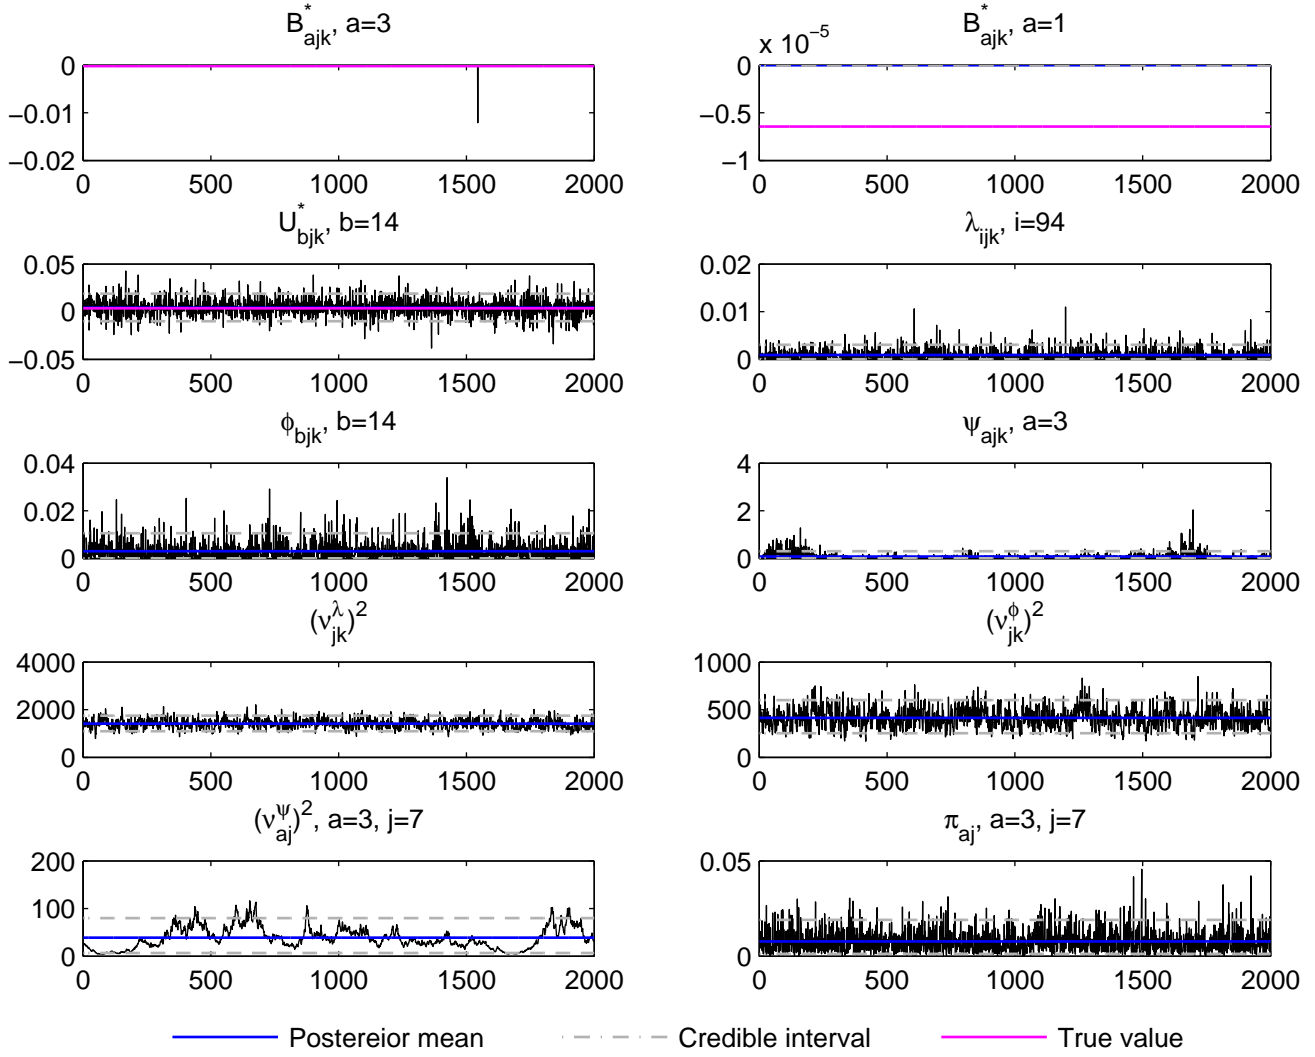 B*ajk, a=3
0
−0.01
−0.02
0 500 1000 1500 2000
B*ajk, a=1
x 10−5
0
−0.5
−1
0 500 1000 1500 2000
U*bjk, b=14
0.05
0
−0.05
0 500 1000 1500 2000
λijk, i=94
0.02
0.01
0
0 500 1000 1500 2000
ϕbjk, b=14
0.04
0.02
0
0 500 1000 1500 2000
ψajk, a=3
4
2
0
0 500 1000 1500 2000
(νλjk)2
4000
2000
0
0 500 1000 1500 2000
(νϕjk)2
1000
500
0
0 500 1000 1500 2000
(νψaj)2, a=3, j=7
200
100
0
0 500 1000 1500 2000
πaj, a=3, j=7
0.05
0
0 500 1000 1500 2000
Postereior mean
Credible interval
True value